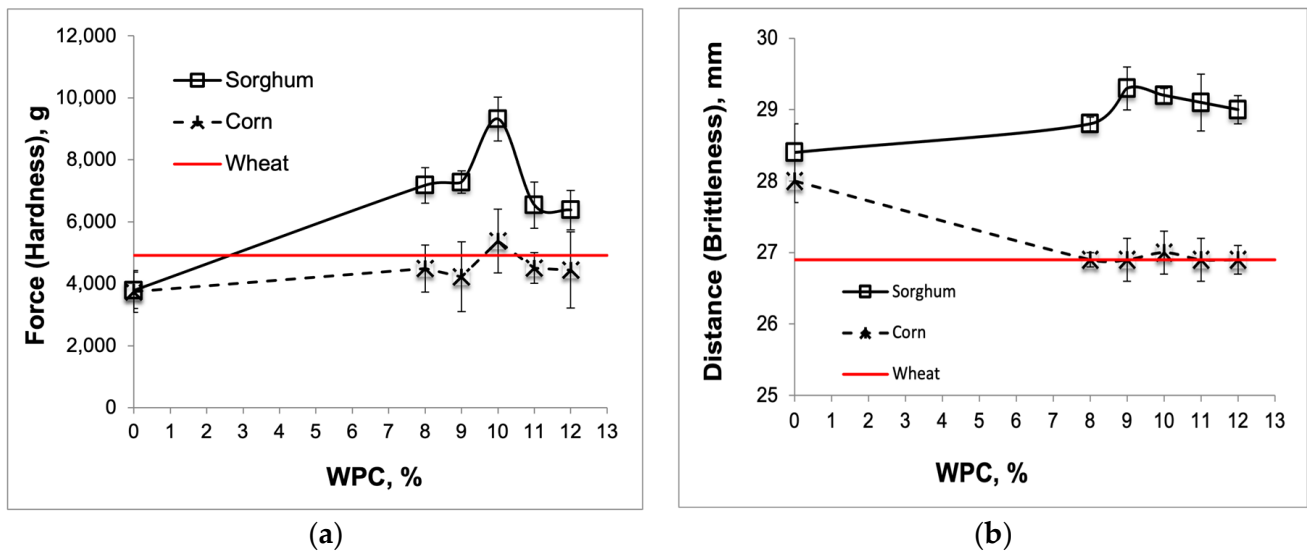 12,000
10,000
8,000
6,000
4,000
2,000
0
Force (Hardness), g
Sorghum
Corn
Wheat
0 1 2 3 4 5 6 7 8 9 10 11 12 13
WPC, %
(a)
30
29
28
27
26
25
Distance (Brittleness), mm
Sorghum
Corn
Wheat
0 1 2 3 4 5 6 7 8 9 10 11 12 13
WPC, %
(b)